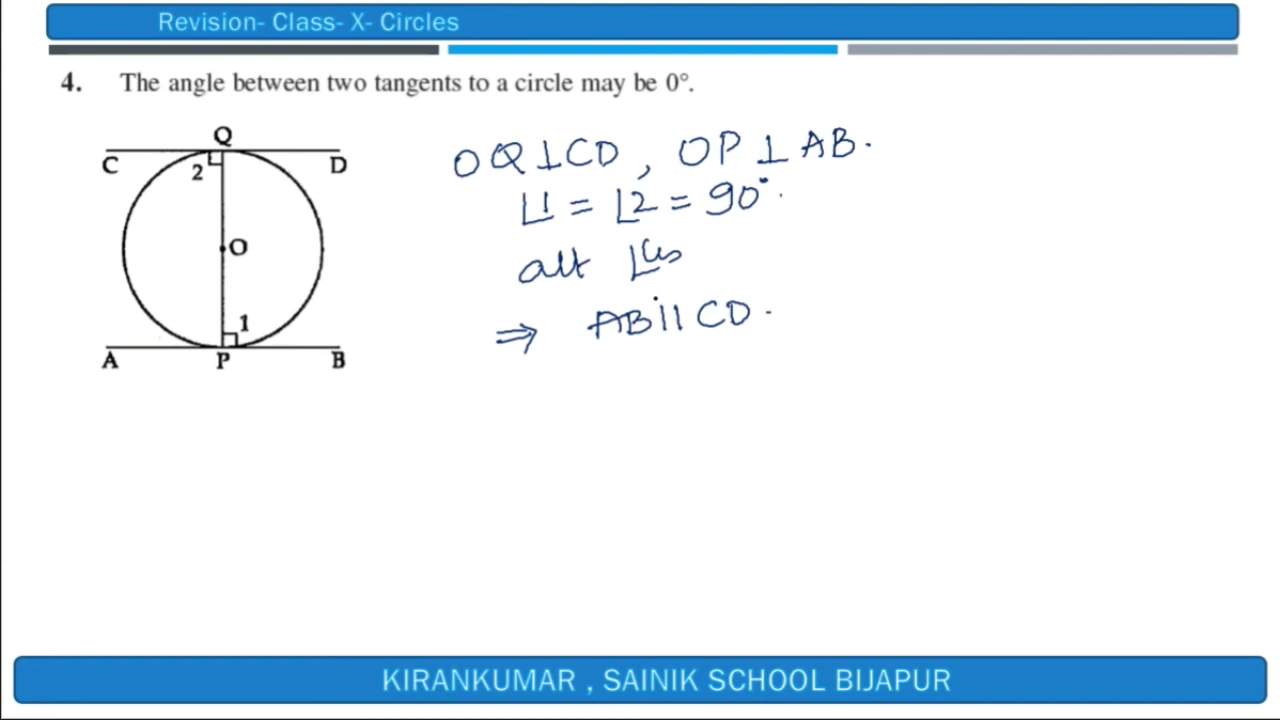 Revision- Class- X- Circles
4. The angle between two tangents to a circle may be 0°.
Q
C
2
D
O
1
A
P
B
OQ⊥CD, OP⊥AB.
∠1 = ∠2 = 90°.
alt ∠les
⇒ AB||CD.
KIRANKUMAR , SAINIK SCHOOL BIJAPUR